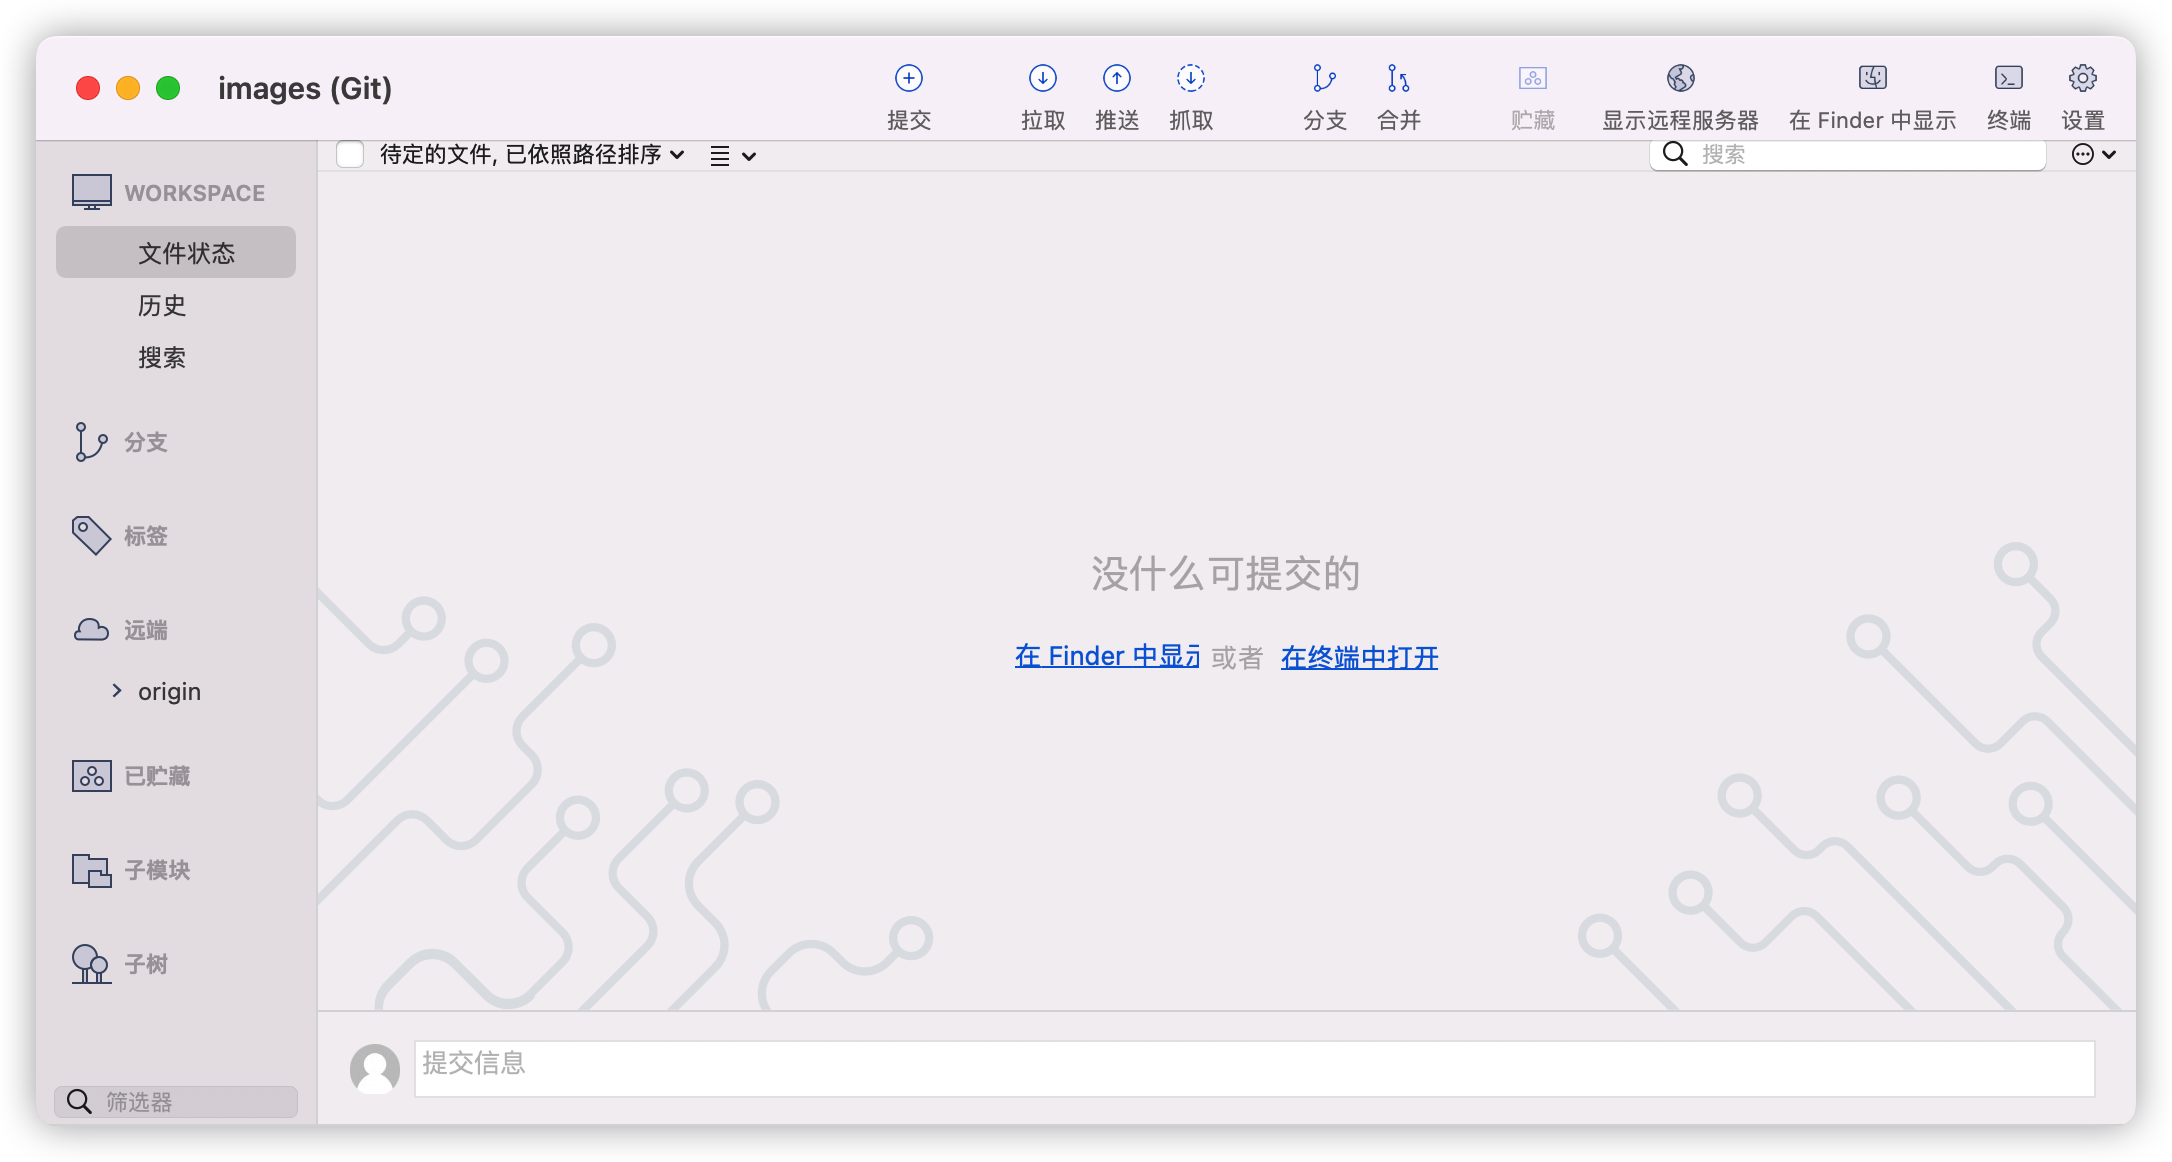 images (Git)
提交
拉取
推送
抓取
分支
合并
贮藏
显示远程服务器
在 Finder 中显示
终端
设置
待定的文件, 已依照路径排序
搜索
WORKSPACE
文件状态
历史
搜索
分支
标签
远端
origin
已贮藏
子模块
子树
筛选器
没什么可提交的
在 Finder 中显示 或者 在终端中打开
提交信息